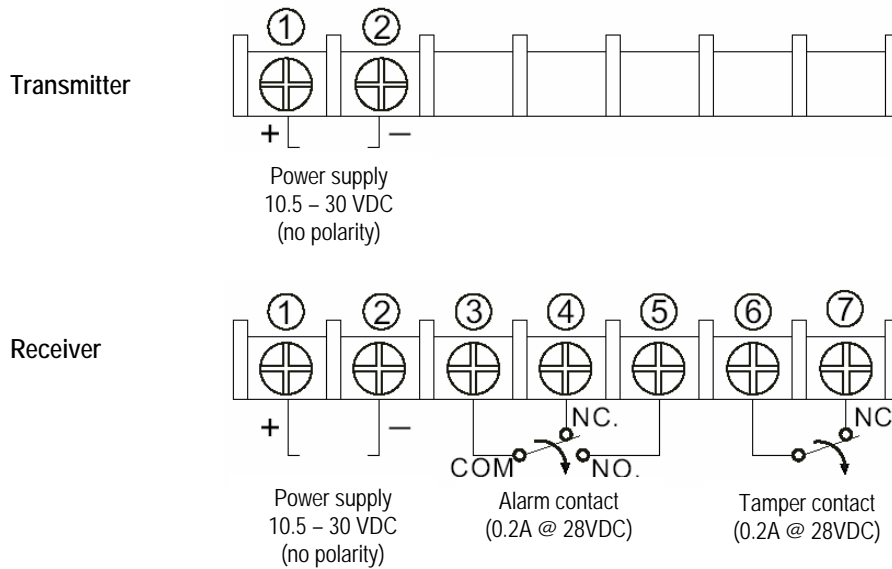 ① ②
Transmitter
+ −
Power supply
10.5 – 30 VDC
(no polarity)
① ② ③ ④ ⑤ ⑥ ⑦
Receiver
+ − NC. NC
COM NO.
Power supply Alarm contact Tamper contact
10.5 – 30 VDC (0.2A @ 28VDC) (0.2A @ 28VDC)
(no polarity)